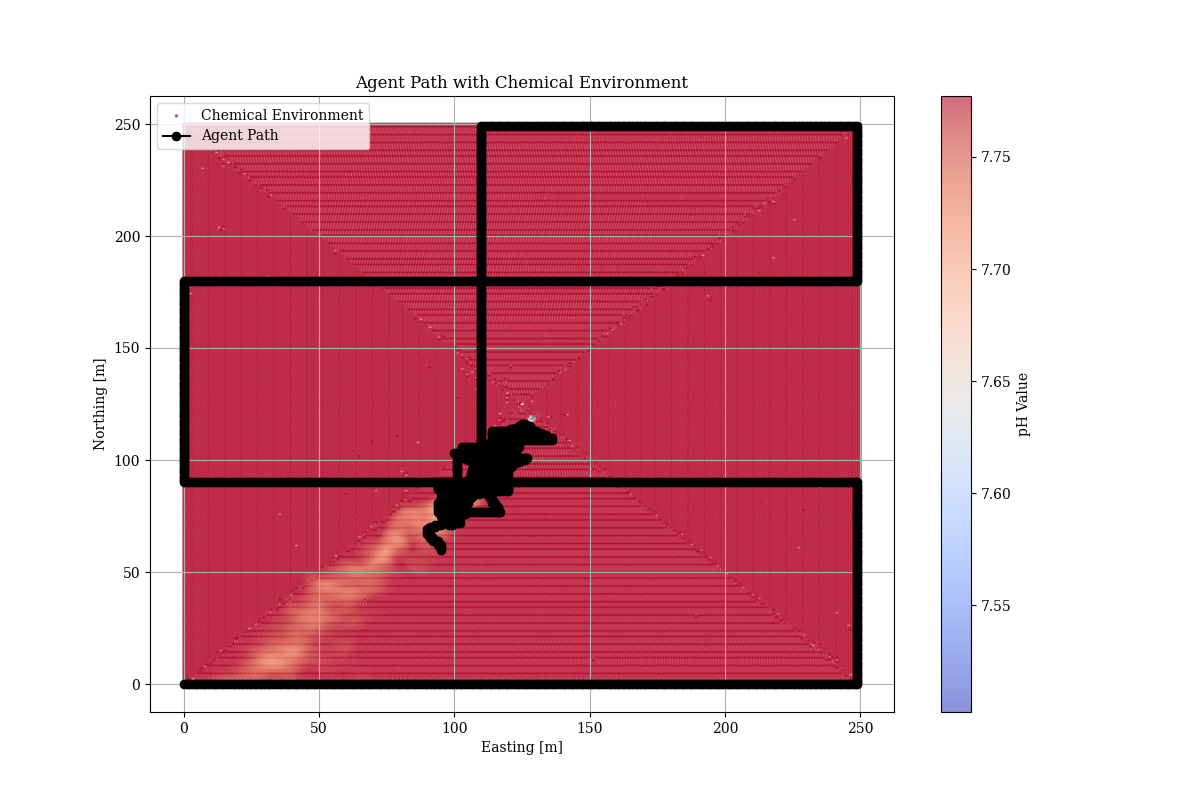 Agent Path with Chemical Environment
Chemical Environment
Agent Path
250
200
150
100
50
0
Northing [m]
0 50 100 150 200 250
Easting [m]
7.75
7.70
7.65
7.60
7.55
pH Value